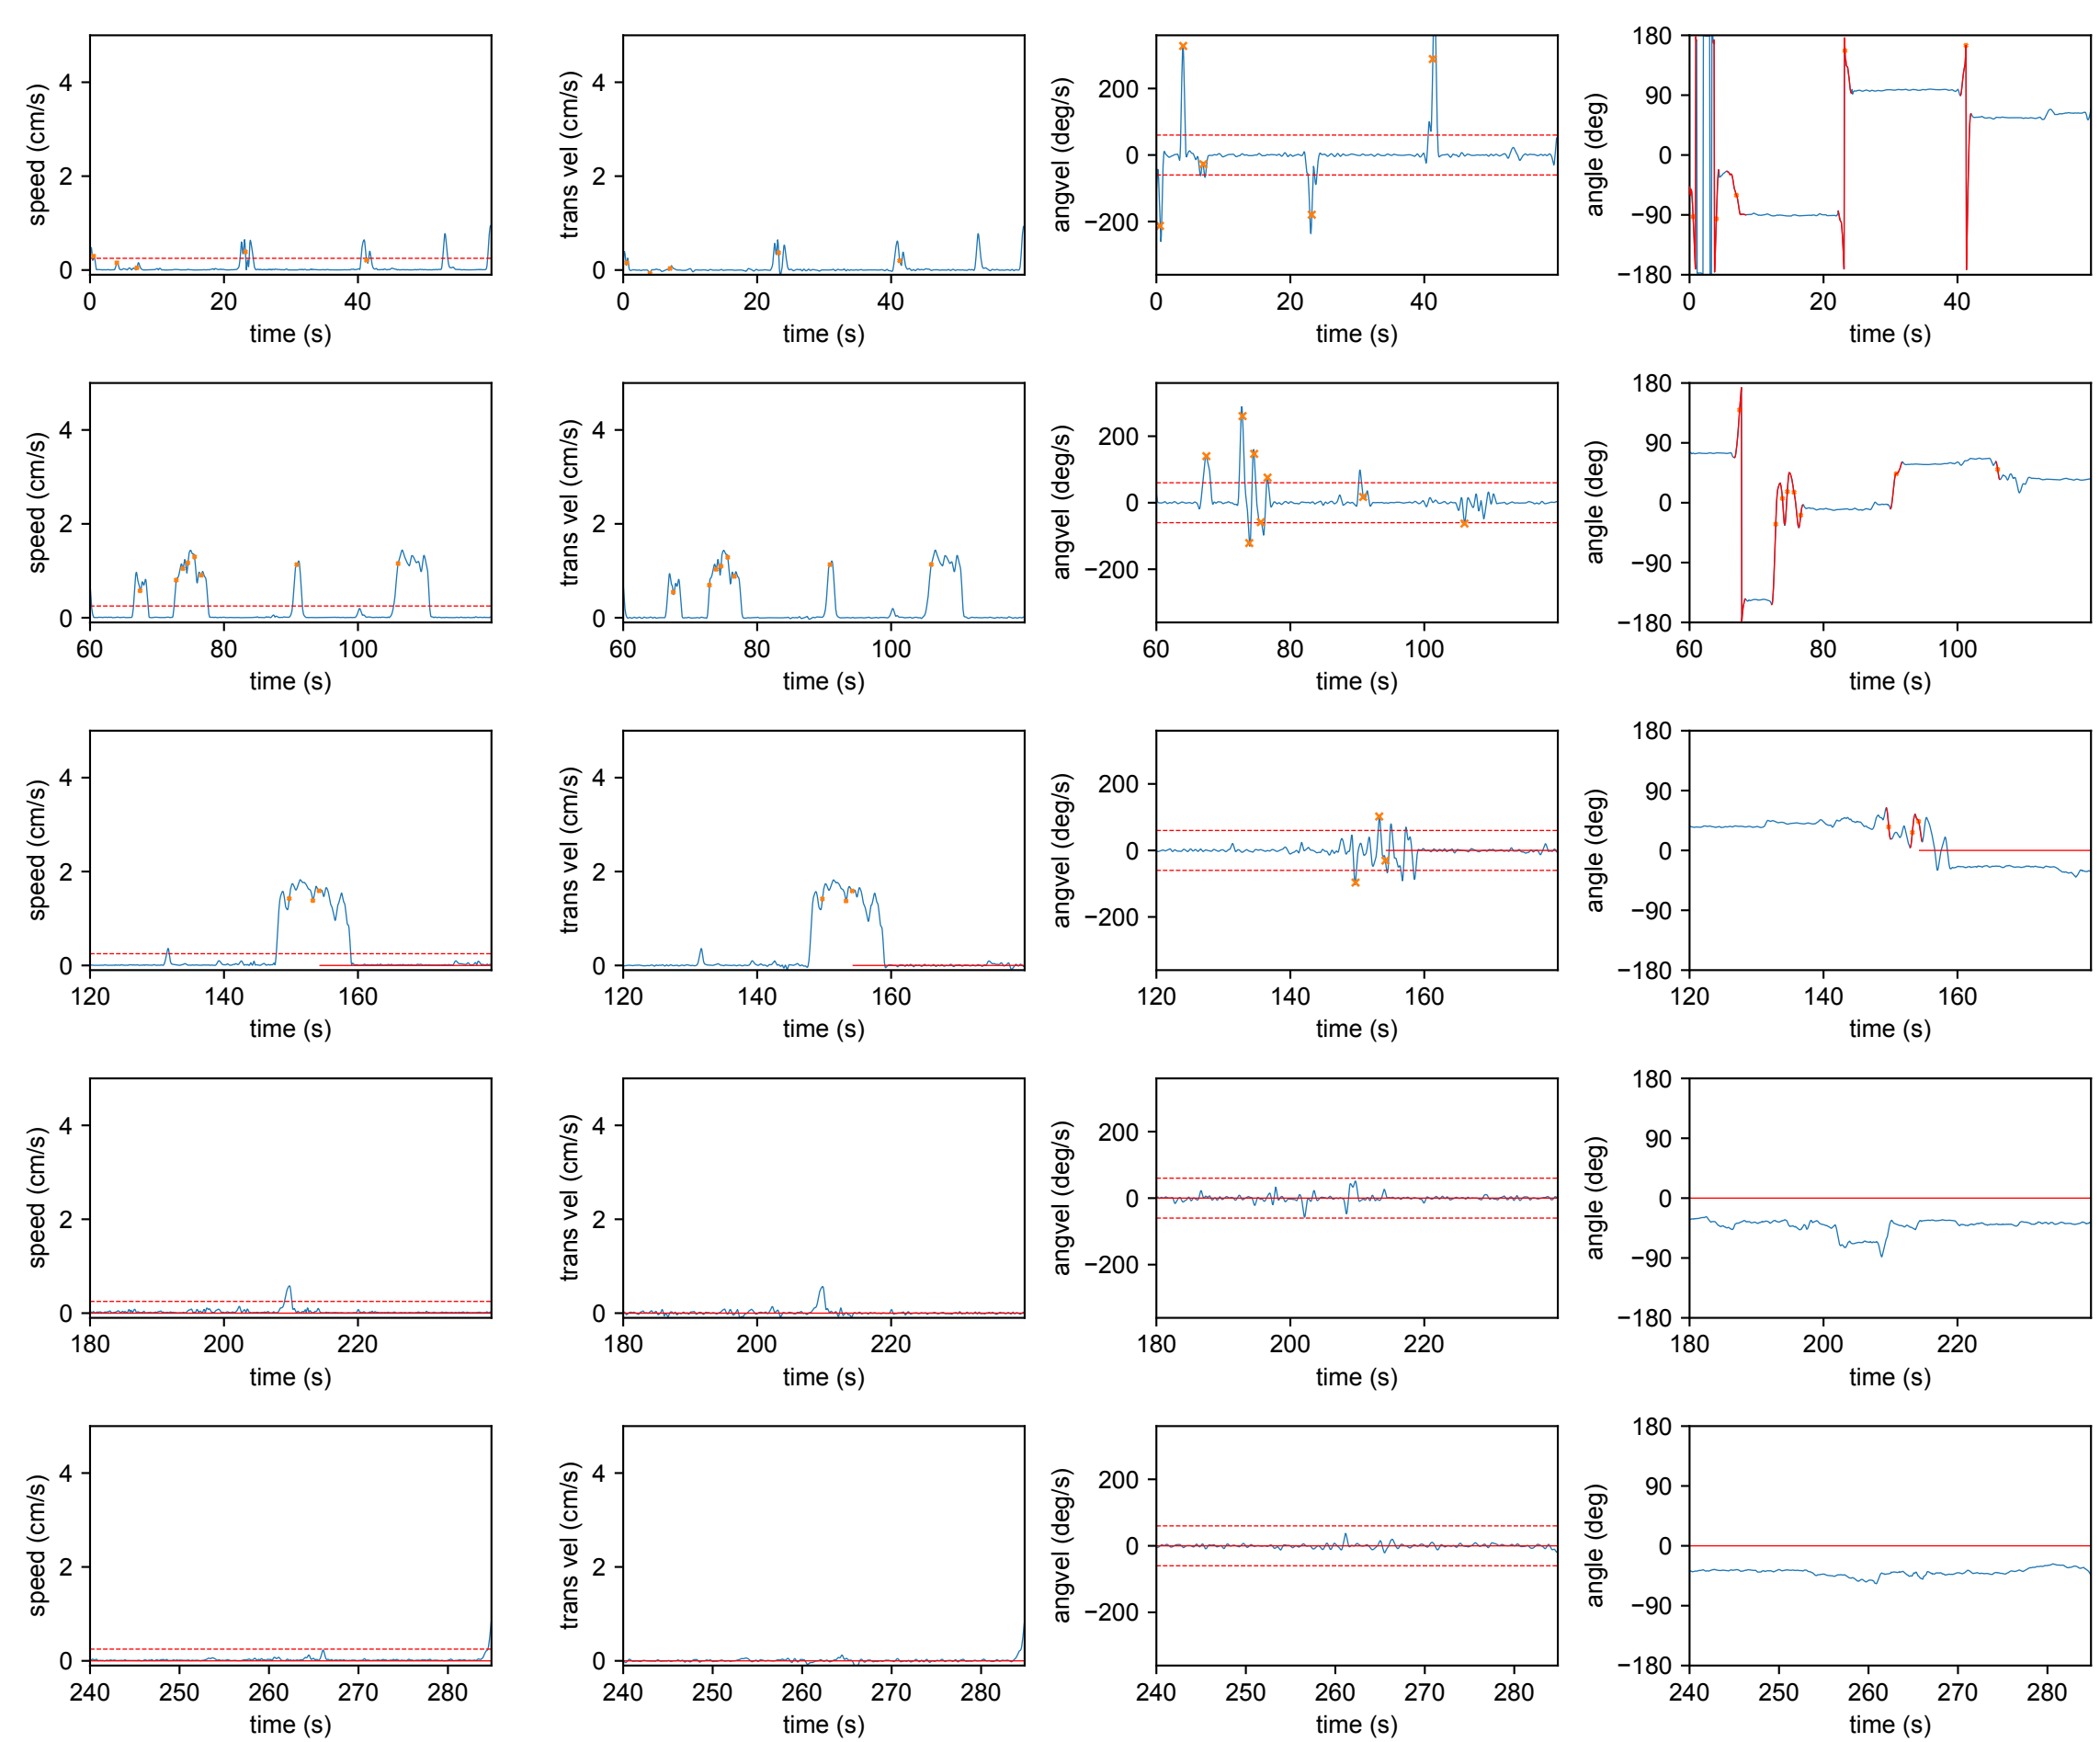 speed (cm/s)
4
2
0
0 20 40
time (s)
trans vel (cm/s)
4
2
0
0 20 40
time (s)
angvel (deg/s)
200
0
−200
0 20 40
time (s)
angle (deg)
180
90
0
−90
−180
0 20 40
time (s)
speed (cm/s)
4
2
0
60 80 100
time (s)
trans vel (cm/s)
4
2
0
60 80 100
time (s)
angvel (deg/s)
200
0
−200
60 80 100
time (s)
angle (deg)
180
90
0
−90
−180
60 80 100
time (s)
speed (cm/s)
4
2
0
120 140 160
time (s)
trans vel (cm/s)
4
2
0
120 140 160
time (s)
angvel (deg/s)
200
0
−200
120 140 160
time (s)
angle (deg)
180
90
0
−90
−180
120 140 160
time (s)
speed (cm/s)
4
2
0
180 200 220
time (s)
trans vel (cm/s)
4
2
0
180 200 220
time (s)
angvel (deg/s)
200
0
−200
180 200 220
time (s)
angle (deg)
180
90
0
−90
−180
180 200 220
time (s)
speed (cm/s)
4
2
0
240 250 260 270 280
time (s)
trans vel (cm/s)
4
2
0
240 250 260 270 280
time (s)
angvel (deg/s)
200
0
−200
240 250 260 270 280
time (s)
angle (deg)
180
90
0
−90
−180
240 250 260 270 280
time (s)